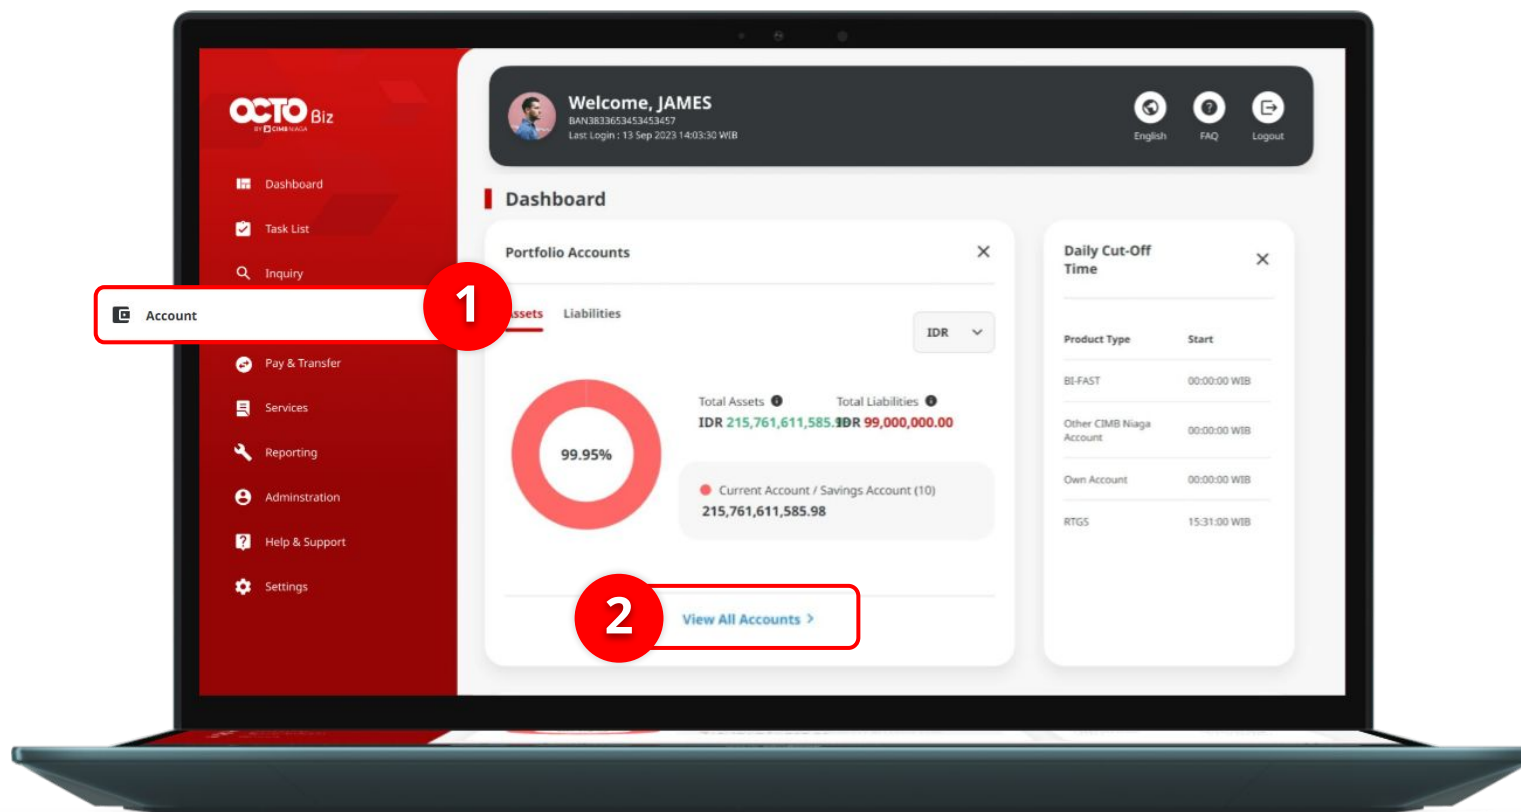 OCTO Biz
BY CIMB NIAGA
Dashboard
Task List
Inquiry
Account
1
Pay & Transfer
Services
Reporting
Adminstration
Help & Support
Settings
Welcome, JAMES
BAN3833653453453457
Last Login : 13 Sep 2023 14:03:30 WIB
English
FAQ
Logout
Dashboard
Portfolio Accounts
Assets Liabilities
IDR
99.95%
Total Assets Total Liabilities
IDR 215,761,611,585. IDR 99,000,000.00
Current Account / Savings Account (10)
215,761,611,585.98
2
View All Accounts >
Daily Cut-Off
Time
Product Type Start
BI-FAST 00:00:00 WIB
Other CIMB Niaga
Account 00:00:00 WIB
Own Account 00:00:00 WIB
RTGS 15:31:00 WIB